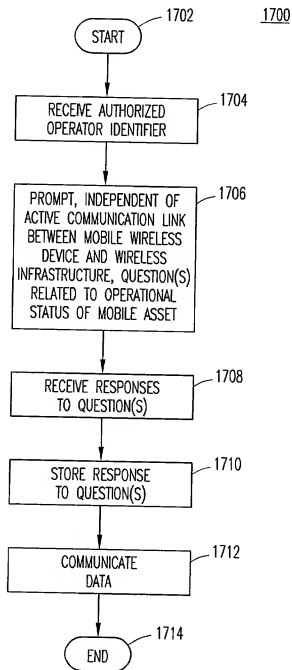 1702
1700
START
1704
RECEIVE AUTHORIZED
OPERATOR IDENTIFIER
1706
PROMPT, INDEPENDENT OF
ACTIVE COMMUNICATION LINK
BETWEEN MOBILE WIRELESS
DEVICE AND WIRELESS
INFRASTRUCTURE, QUESTION(S)
RELATED TO OPERATIONAL
STATUS OF MOBILE ASSET
1708
RECEIVE RESPONSES
TO QUESTION(S)
1710
STORE RESPONSE
TO QUESTION(S)
1712
COMMUNICATE
DATA
1714
END